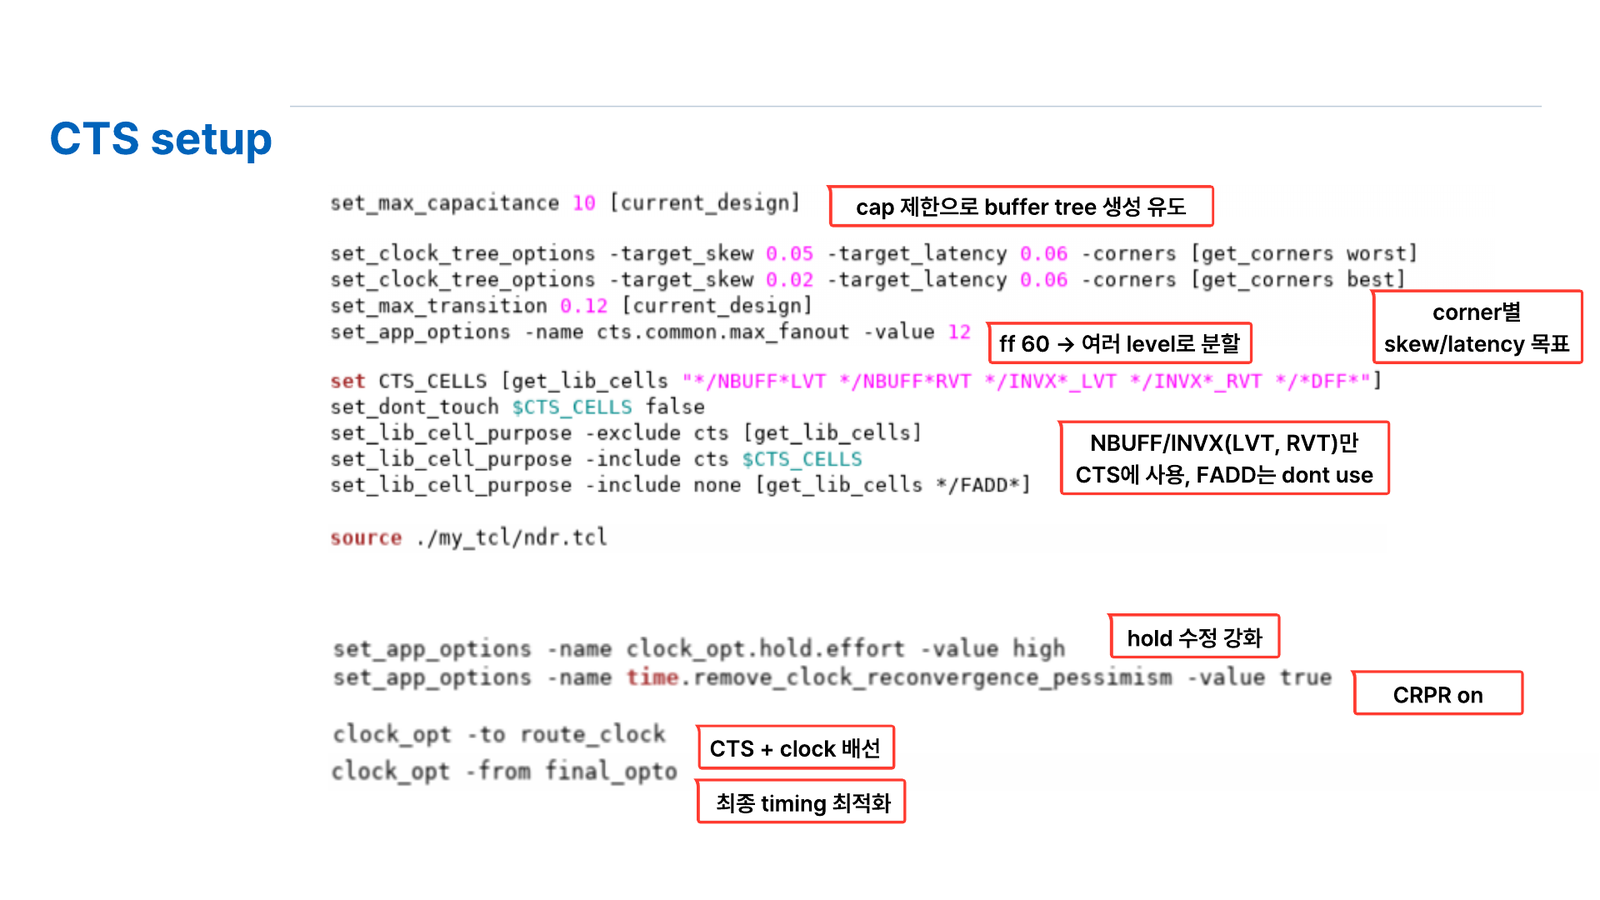 CTS setup
set_max_capacitance 10 [current_design]
cap 제한으로 buffer tree 생성 유도
set_clock_tree_options -target_skew 0.05 -target_latency 0.06 -corners [get_corners worst]
set_clock_tree_options -target_skew 0.02 -target_latency 0.06 -corners [get_corners best]
set_max_transition 0.12 [current_design]
set_app_options -name cts.common.max_fanout -value 12
corner별
skew/latency 목표
ff 60 → 여러 level로 분할
set CTS_CELLS [get_lib_cells "*/NBUFF*LVT */NBUFF*RVT */INVX*_LVT */INVX*_RVT */*DFF*"]
set_dont_touch $CTS_CELLS false
set_lib_cell_purpose -exclude cts [get_lib_cells]
set_lib_cell_purpose -include cts $CTS_CELLS
set_lib_cell_purpose -include none [get_lib_cells */FADD*]
NBUFF/INVX(LVT, RVT)만
CTS에 사용, FADD는 dont use
source ./my_tcl/ndr.tcl
set_app_options -name clock_opt.hold.effort -value high
hold 수정 강화
set_app_options -name time.remove_clock_reconvergence_pessimism -value true
CRPR on
clock_opt -to route_clock
CTS + clock 배선
clock_opt -from final_opto
최종 timing 최적화